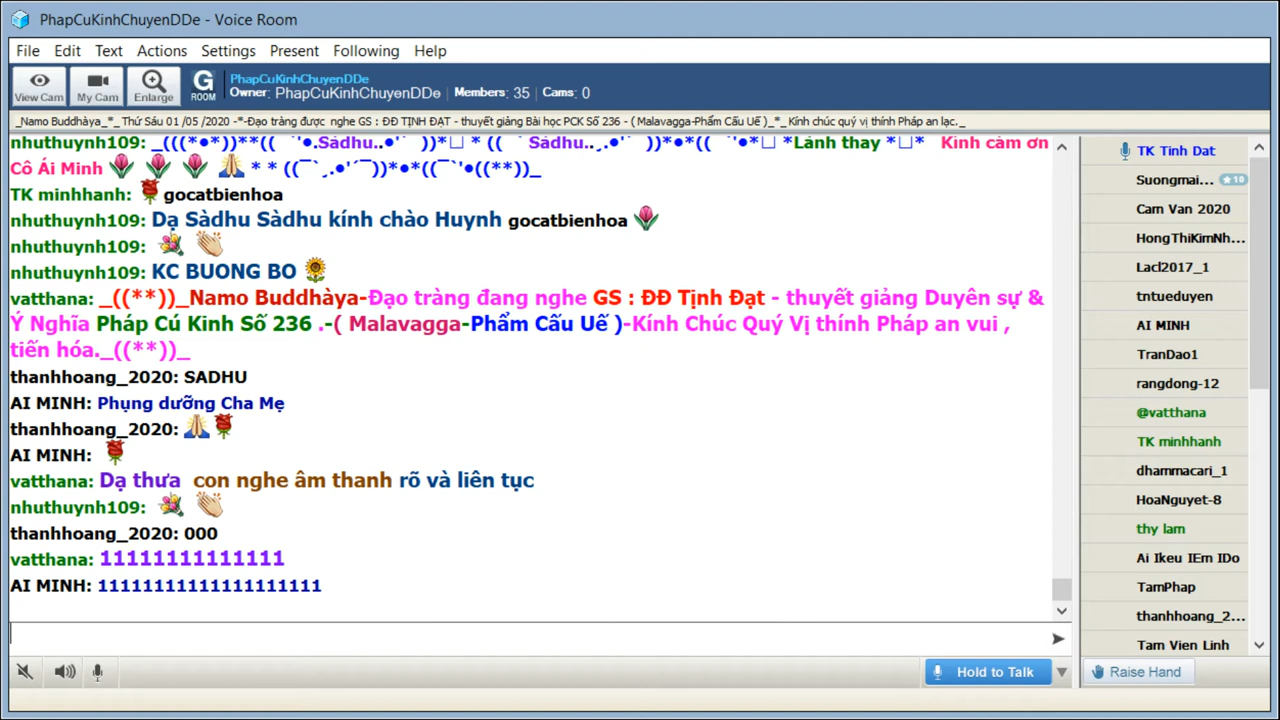 PhapCuKinhChuyenDDe - Voice Room
File Edit Text Actions Settings Present Following Help
View Cam My Cam Enlarge G ROOM PhapCuKinhChuyenDDe
Owner: PhapCuKinhChuyenDDe Members: 35 Cams: 0
_Namo Buddhàya_*_ Thứ Sáu 01 /05 /2020 -*-Đạo tràng được nghe GS : ĐĐ TỊNH ĐẠT - thuyết giảng Bài học PCK Số 236 - ( Malavagga-Phẩm Cấu Uế )_*_ Kính chúc quý vị thính Pháp an lạc._
nhuthuynh109: Sàdhu Sàdhu Lành thay Kính cảm ơn
Cô Ái Minh
TK minhhanh: gocatbienhoa
nhuthuynh109: Dạ Sàdhu Sàdhu kính chào Huynh gocatbienhoa
nhuthuynh109:
nhuthuynh109: KC BUONG BO
vatthana: _((**))_Namo Buddhàya-Đạo tràng đang nghe GS : ĐĐ Tịnh Đạt - thuyết giảng Duyên sự &
Ý Nghĩa Pháp Cú Kinh Số 236 .-( Malavagga-Phẩm Cấu Uế )-Kính Chúc Quý Vị thính Pháp an vui ,
tiến hóa._((**))_
thanhhoang_2020: SADHU
AI MINH: Phụng dưỡng Cha Mẹ
thanhhoang_2020:
AI MINH:
vatthana: Dạ thưa con nghe âm thanh rõ và liên tục
nhuthuynh109:
thanhhoang_2020: 000
vatthana: 11111111111111
AI MINH: 11111111111111111111
Hold to Talk
TK Tinh Dat
Suongmai... ★10
Cam Van 2020
HongThiKimNh...
Lacl2017_1
tntueduyen
AI MINH
TranDao1
rangdong-12
@vatthana
TK minhhanh
dhammacari_1
HoaNguyet-8
thy lam
Ai lkeu IEm IDo
TamPhap
thanhhoang_2...
Tam Vien Linh
Raise Hand